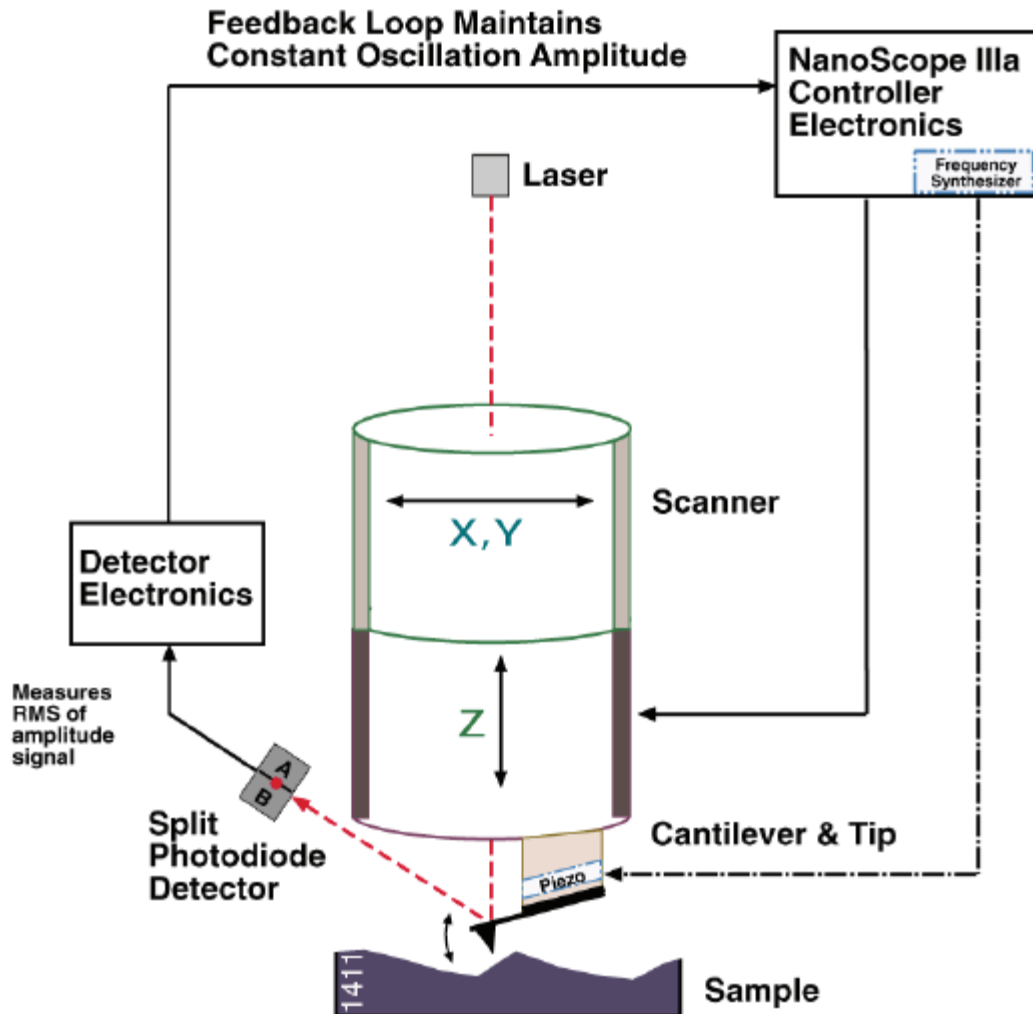 Feedback Loop Maintains
Constant Oscillation Amplitude
NanoScope IIIa
Controller
Electronics
Frequency
Synthesizer
Laser
Scanner
X, Y
Detector
Electronics
Z
Measures
RMS of
amplitude
signal
A
B
Split
Photodiode
Detector
Cantilever & Tip
Piezo
1411
Sample